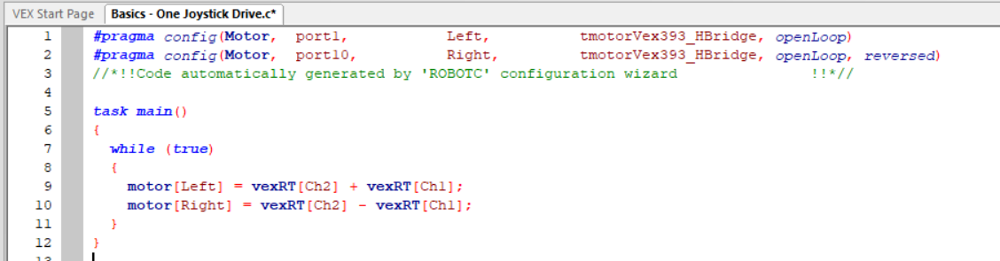 VEX Start Page Basics - One Joystick Drive.c*
1 #pragma config(Motor, port1, Left, tmotorVex393_HBridge, openLoop)
2 #pragma config(Motor, port10, Right, tmotorVex393_HBridge, openLoop, reversed)
3 //*!!Code automatically generated by 'ROBOTC' configuration wizard !!*//
4
5 task main()
6 {
7 while (true)
8 {
9 motor[Left] = vexRT[Ch2] + vexRT[Ch1];
10 motor[Right] = vexRT[Ch2] - vexRT[Ch1];
11 }
12 }
13